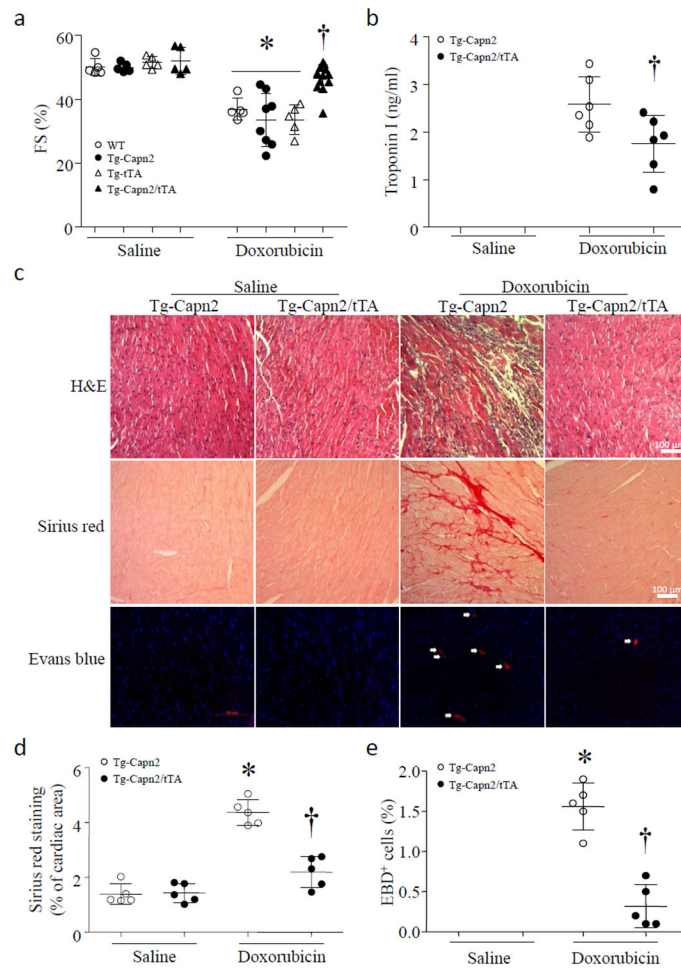 a
FS (%)
60
40
20
0
WT
Tg-Capn2
Tg-tTA
Tg-Capn2/tTA
*
†
Saline
Doxorubicin
b
Troponin I (ng/ml)
4
3
2
1
0
Tg-Capn2
Tg-Capn2/tTA
†
Saline
Doxorubicin
c
Saline
Doxorubicin
Tg-Capn2
Tg-Capn2/tTA
Tg-Capn2
Tg-Capn2/tTA
H&E
100 µm
Sirius red
100 µm
Evans blue
d
Sirius red staining
(% of cardiac area)
6
4
2
0
Tg-Capn2
Tg-Capn2/tTA
*
†
Saline
Doxorubicin
e
EBD⁺ cells (%)
2.0
1.5
1.0
0.5
0.0
Tg-Capn2
Tg-Capn2/tTA
*
†
Saline
Doxorubicin